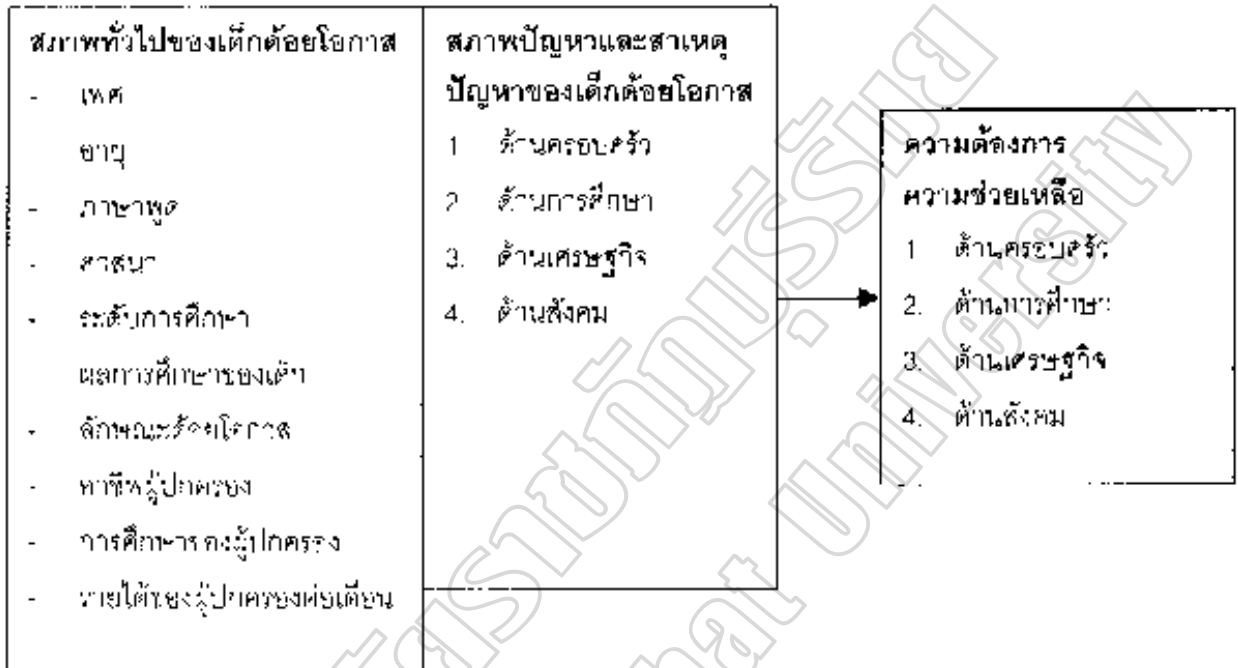 สภาพทั่วไปของเด็กด้อยโอกาส
- เพศ
อายุ
- ภาษาพูด
- ศาสนา
- ระดับการศึกษา
ผลการศึกษาของเด็ก
- ลักษณะด้อยโอกาส
- อาชีพผู้ปกครอง
- การศึกษาของผู้ปกครอง
- รายได้ของผู้ปกครองต่อเดือน
สภาพปัญหาและสาเหตุ
ปัญหาของเด็กด้อยโอกาส
1 ด้านครอบครัว
2 ด้านการศึกษา
3. ด้านเศรษฐกิจ
4. ด้านสังคม
ความต้องการ
ความช่วยเหลือ
1 ด้านครอบครัว
2. ด้านการศึกษา
3. ด้านเศรษฐกิจ
4. ด้านสังคม
University